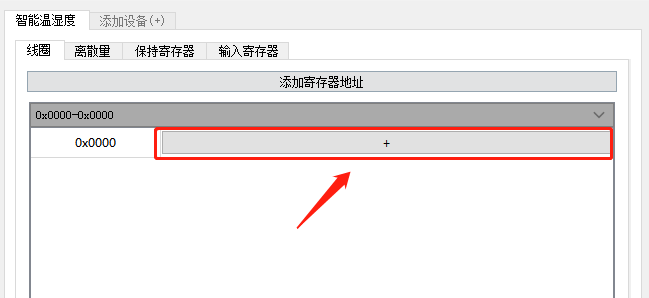 智能温湿度 添加设备(+)
线圈 离散量 保持寄存器 输入寄存器
添加寄存器地址
0x0000-0x0000
0x0000 +